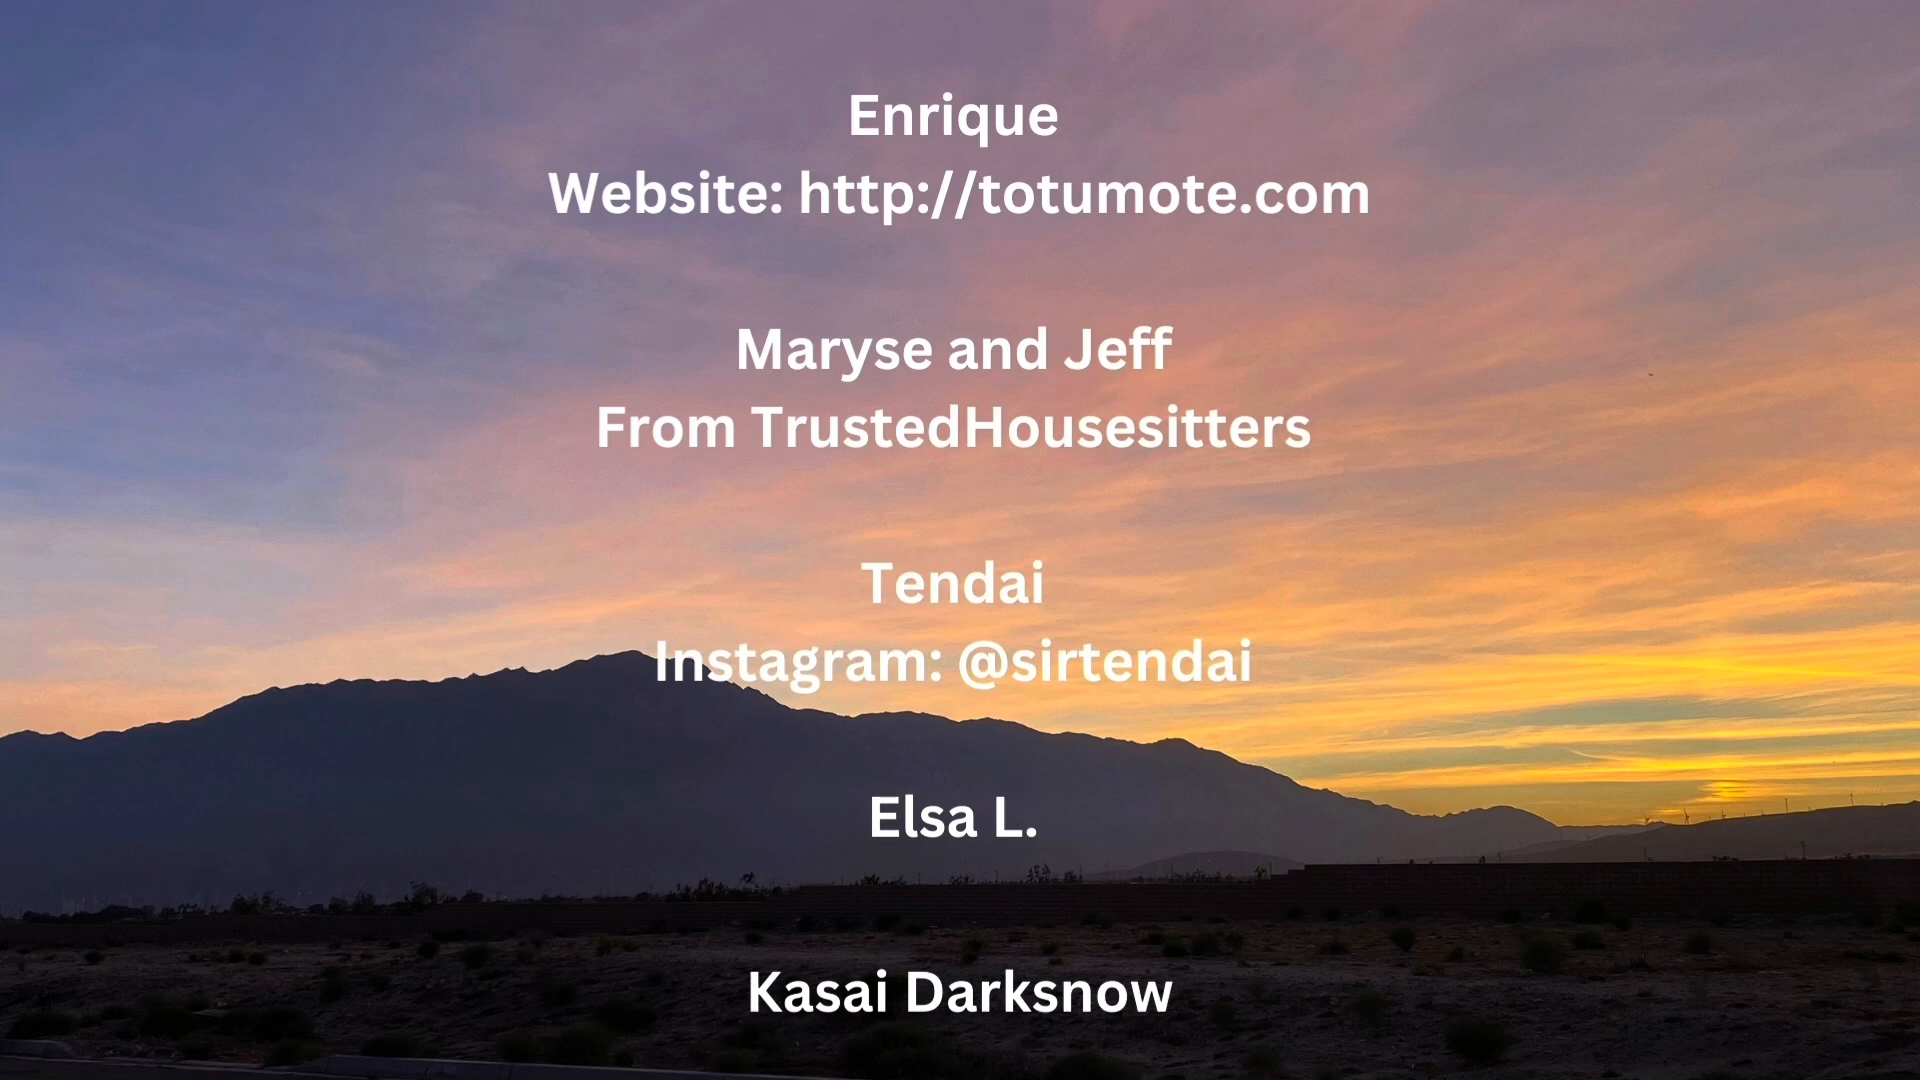 Enrique
Website: http://totumote.com
Maryse and Jeff
From TrustedHousesitters
Tendai
Instagram: @sirtendai
Elsa L.
Kasai Darksnow